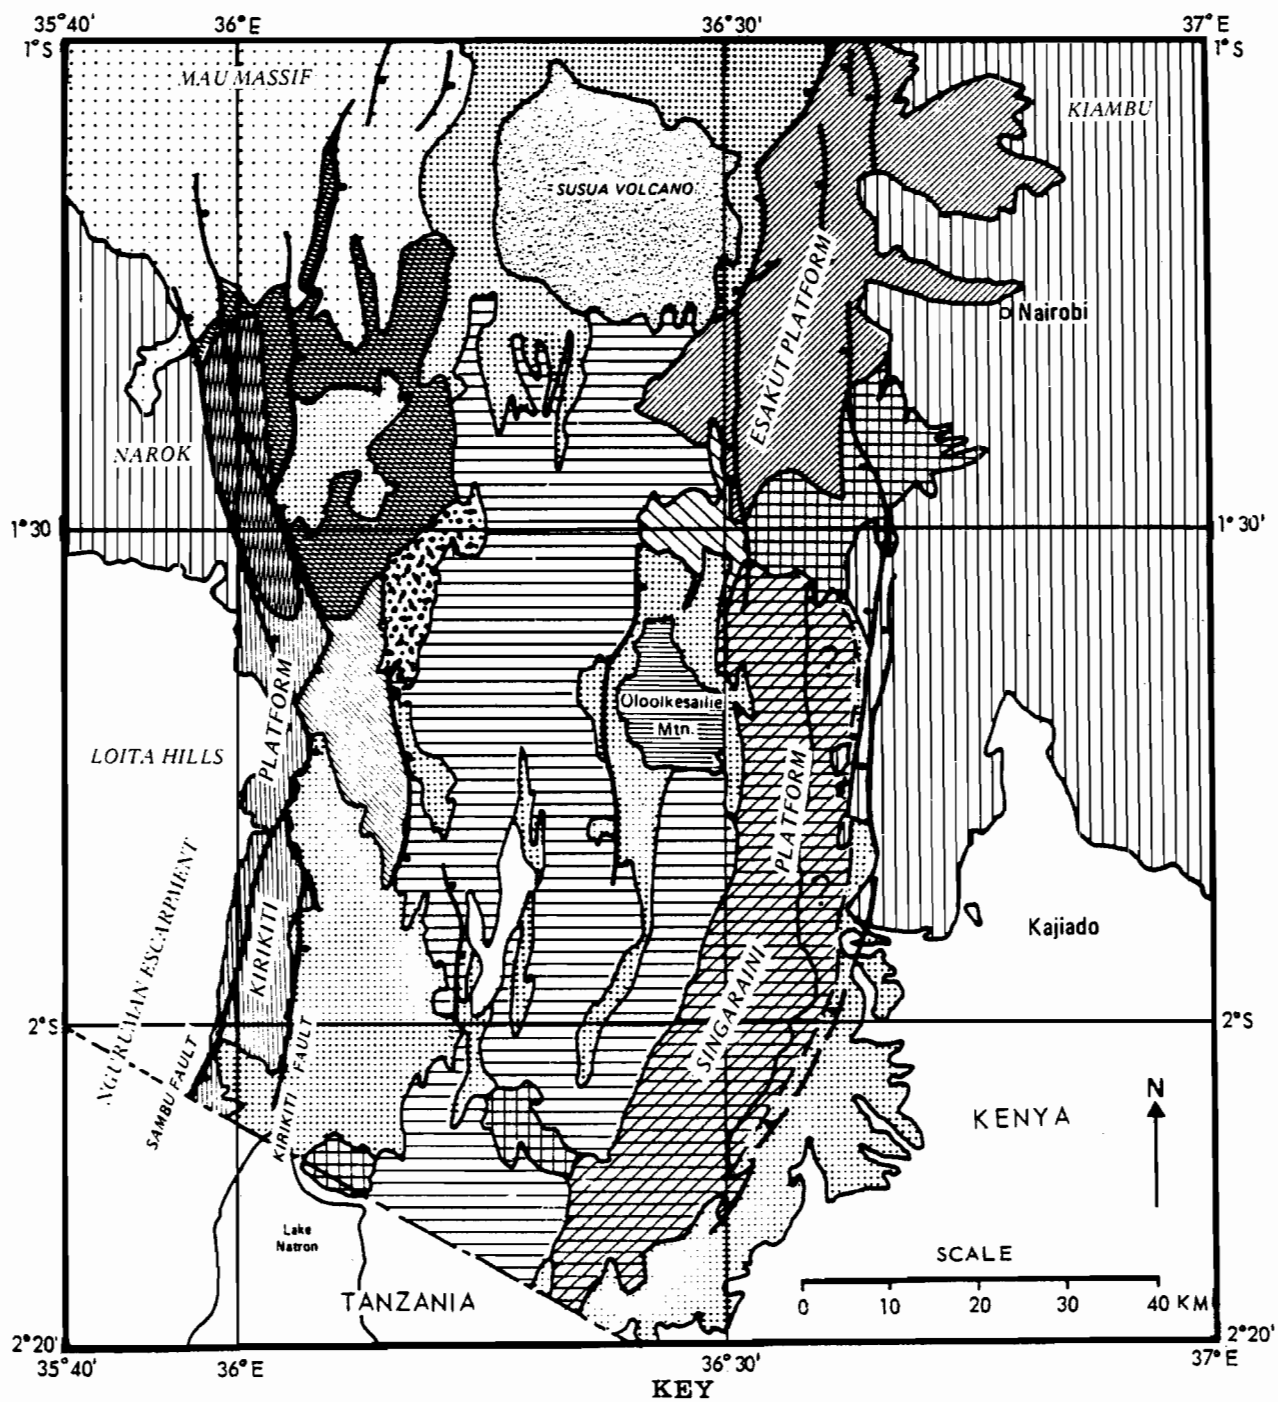 35°40'
36°E
36°30'
37°E
1°S
1°S
MAU MASSIF
KIAMBU
SUSUA VOLCANO
ESAKUT PLATFORM
Nairobi
NAROK
1°30'
1°30'
PLATFORM
Oloolkesailie
Mtn.
LOITA HILLS
PLATFORM
NGURUMAN ESCARPMENT
KIRIKITI
Kajiado
SINGARAINI
2°S
2°S
SAMBU FAULT
KIRIKITI FAULT
N
KENYA
Lake
Natron
SCALE
TANZANIA
0 10 20 30 40 KM
2°20'
2°20'
35°40'
36°E
36°30'
37°E
KEY